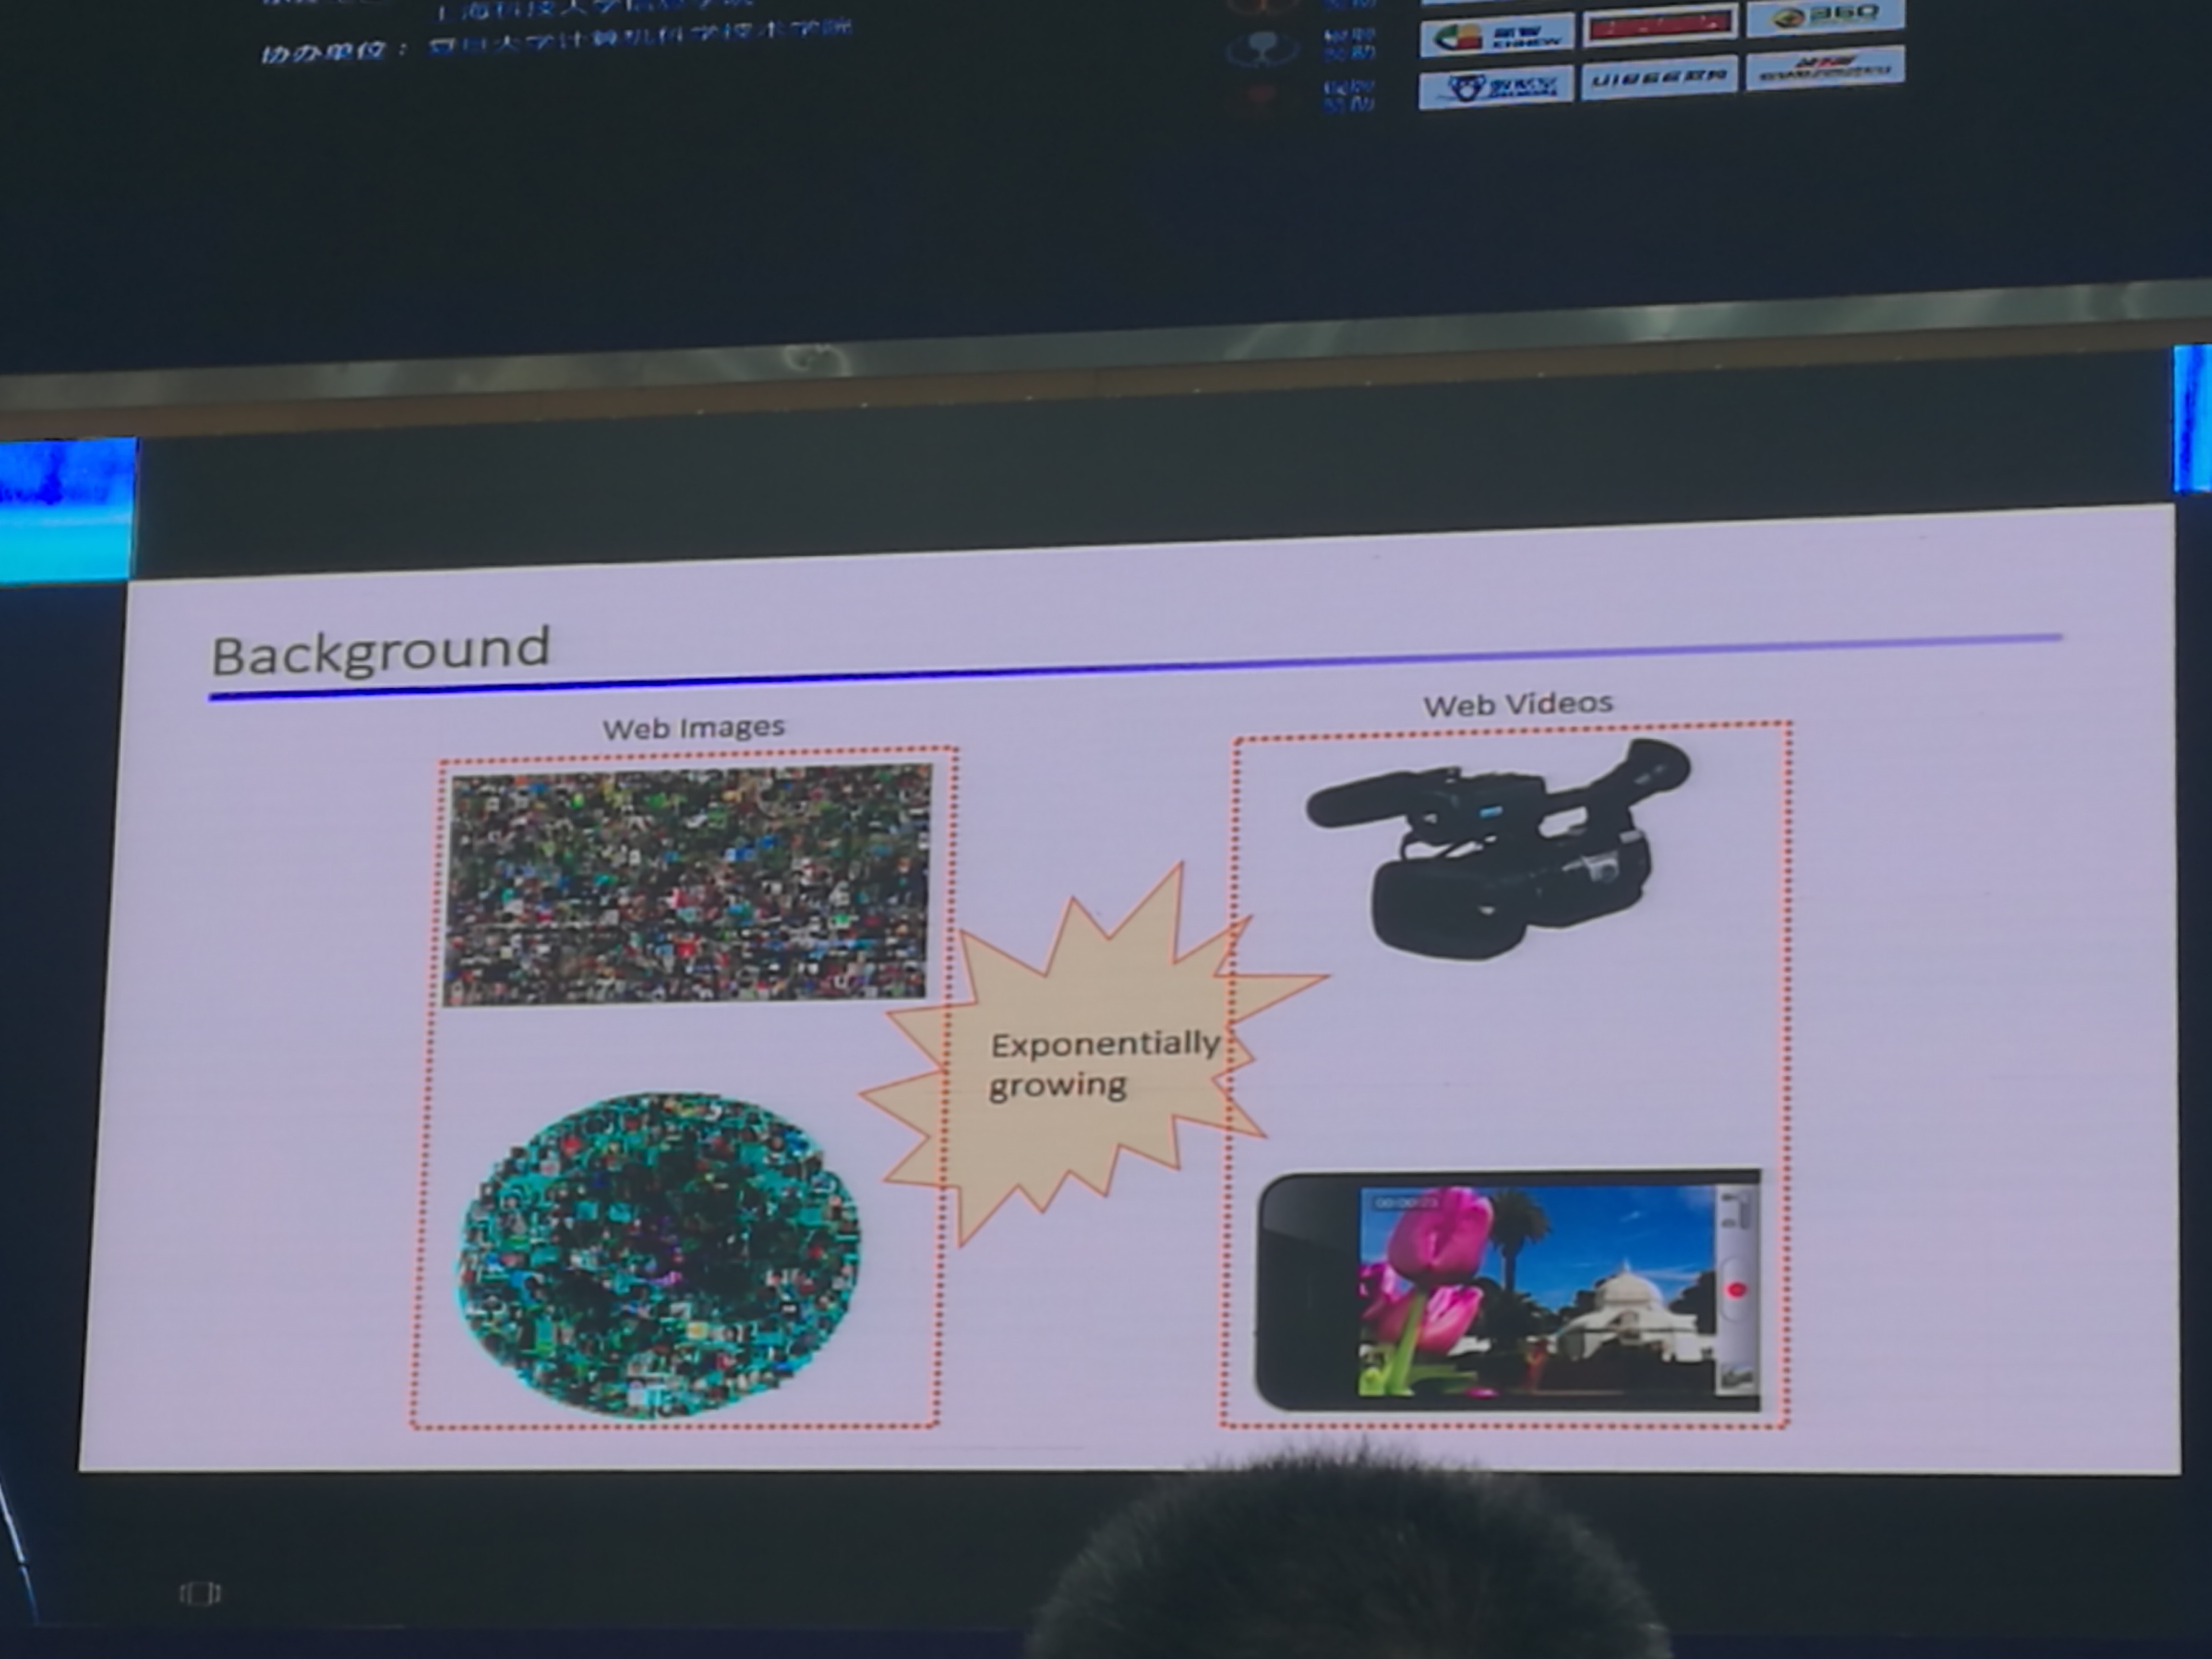 上海科技大学信息学院
协办单位： 复旦大学计算机科学技术学院
360
Background
Web Images
Web Videos
Exponentially
growing